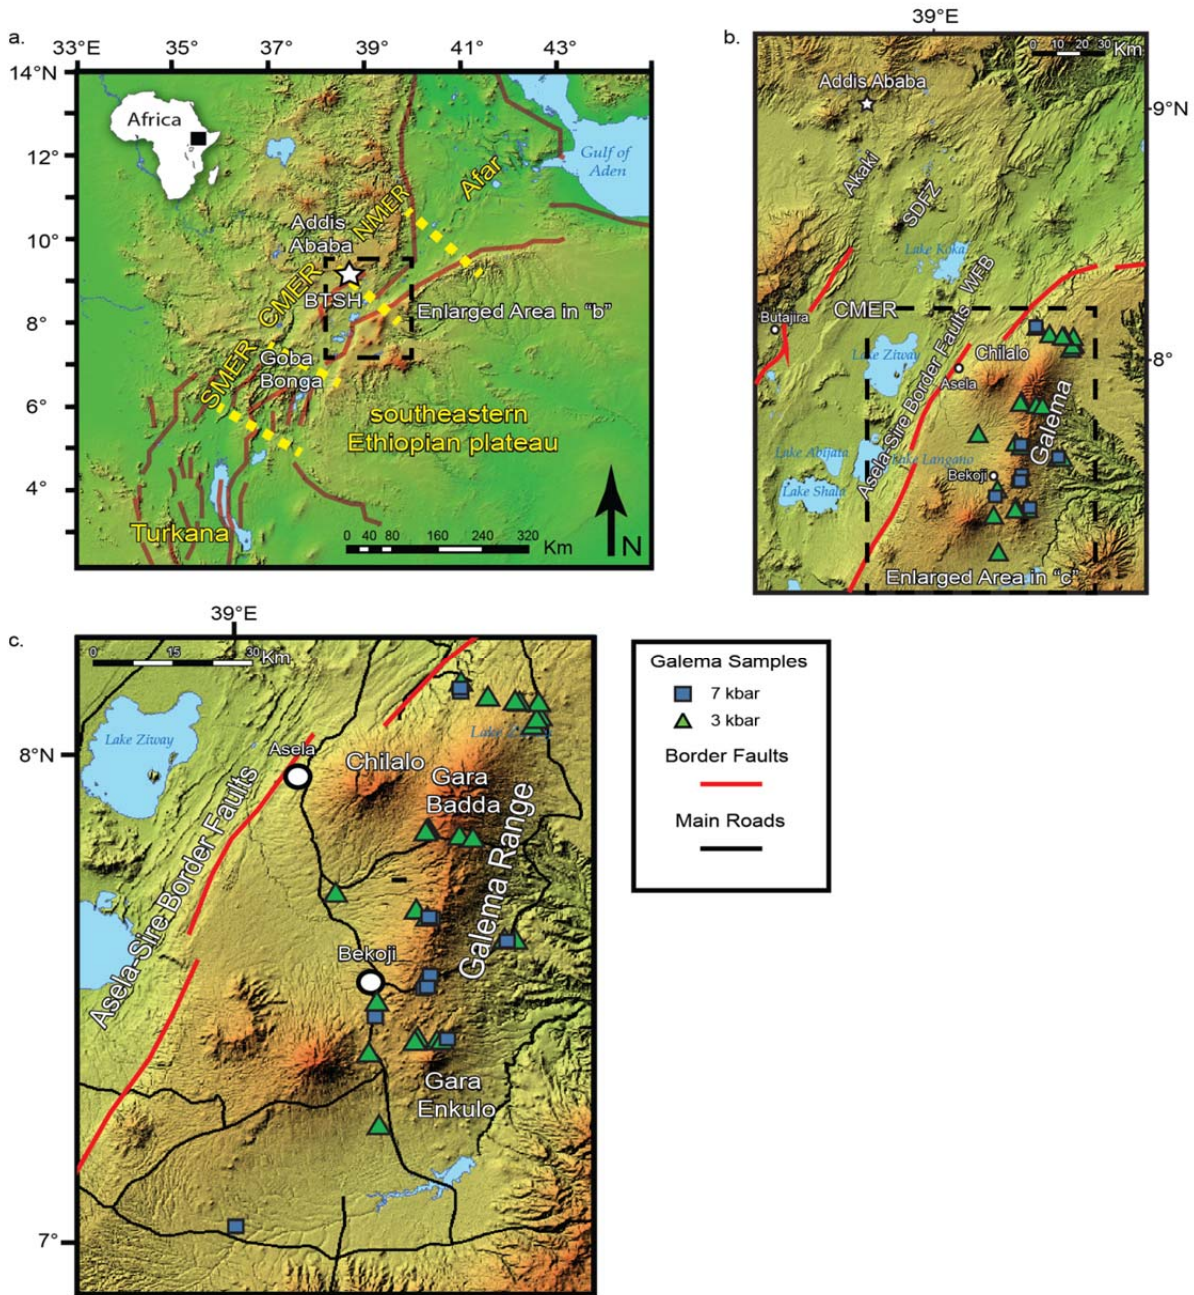 a.
33°E
35°
37°
39°
41°
43°
14°N
12°
10°
8°
6°
4°
Africa
Gulf of
Aden
Afar
NMER
Addis
Ababa
CMER
BTSH
Enlarged Area in “b”
Goba
Bonga
SMER
southeastern
Ethiopian plateau
Turkana
0 40 80 160 240 320
Km
N
b.
39°E
0 10 20 30 Km
Addis Ababa
9°N
Akaki
SDFZ
Lake Koka
WFB
CMER
Butajira
Lake Ziway
Chilalo
8°
Asela
Asela-Sire Border Faults
Galema
Lake Abijata
Lake Langano
Bekoji
Lake Shala
Enlarged Area in “c”
c.
39°E
0 15 30 Km
Lake Ziway
8°N
Asela
Chilalo
Gara
Badda
Asela-Sire Border Faults
Galema Range
Bekoji
Gara
Enkulo
7°
Galema Samples
7 kbar
3 kbar
Border Faults
Main Roads